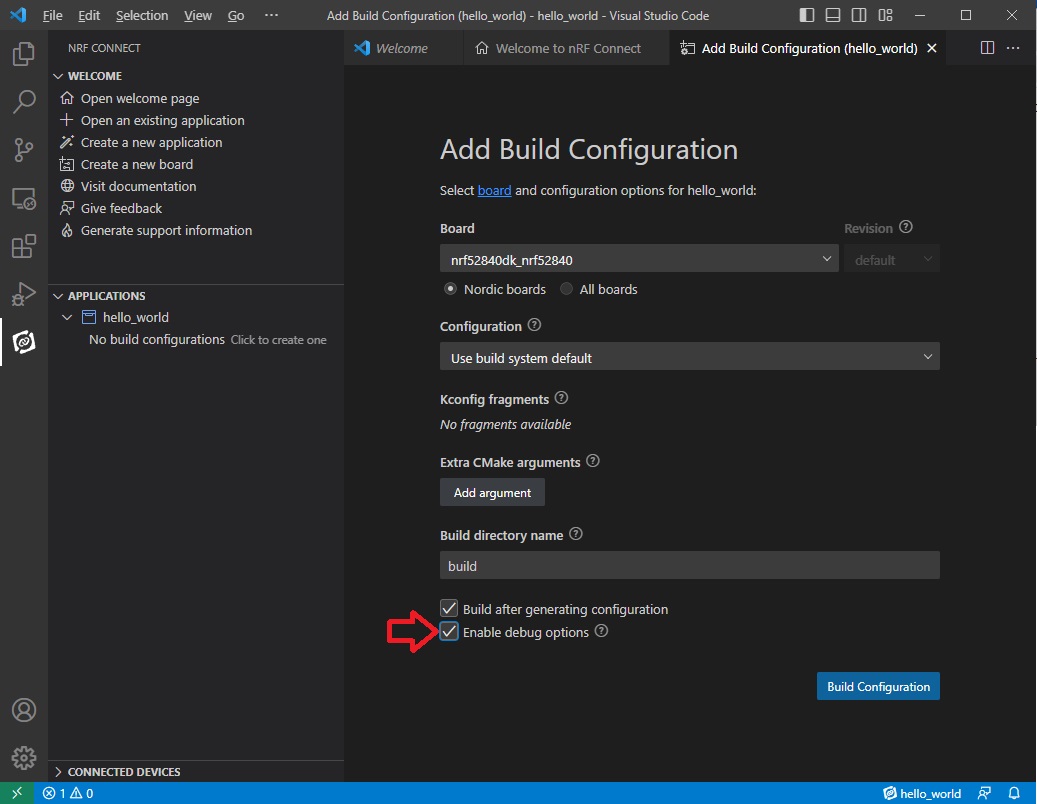 File Edit Selection View Go ··· Add Build Configuration (hello_world) - hello_world - Visual Studio Code
NRF CONNECT
WELCOME
Open welcome page
Open an existing application
Create a new application
Create a new board
Visit documentation
Give feedback
Generate support information
APPLICATIONS
hello_world
No build configurations Click to create one
CONNECTED DEVICES
Welcome Welcome to nRF Connect Add Build Configuration (hello_world)
Add Build Configuration
Select board and configuration options for hello_world:
Board Revision
nrf52840dk_nrf52840 default
Nordic boards All boards
Configuration
Use build system default
Kconfig fragments
No fragments available
Extra CMake arguments
Add argument
Build directory name
build
Build after generating configuration
Enable debug options
Build Configuration
1 0 hello_world